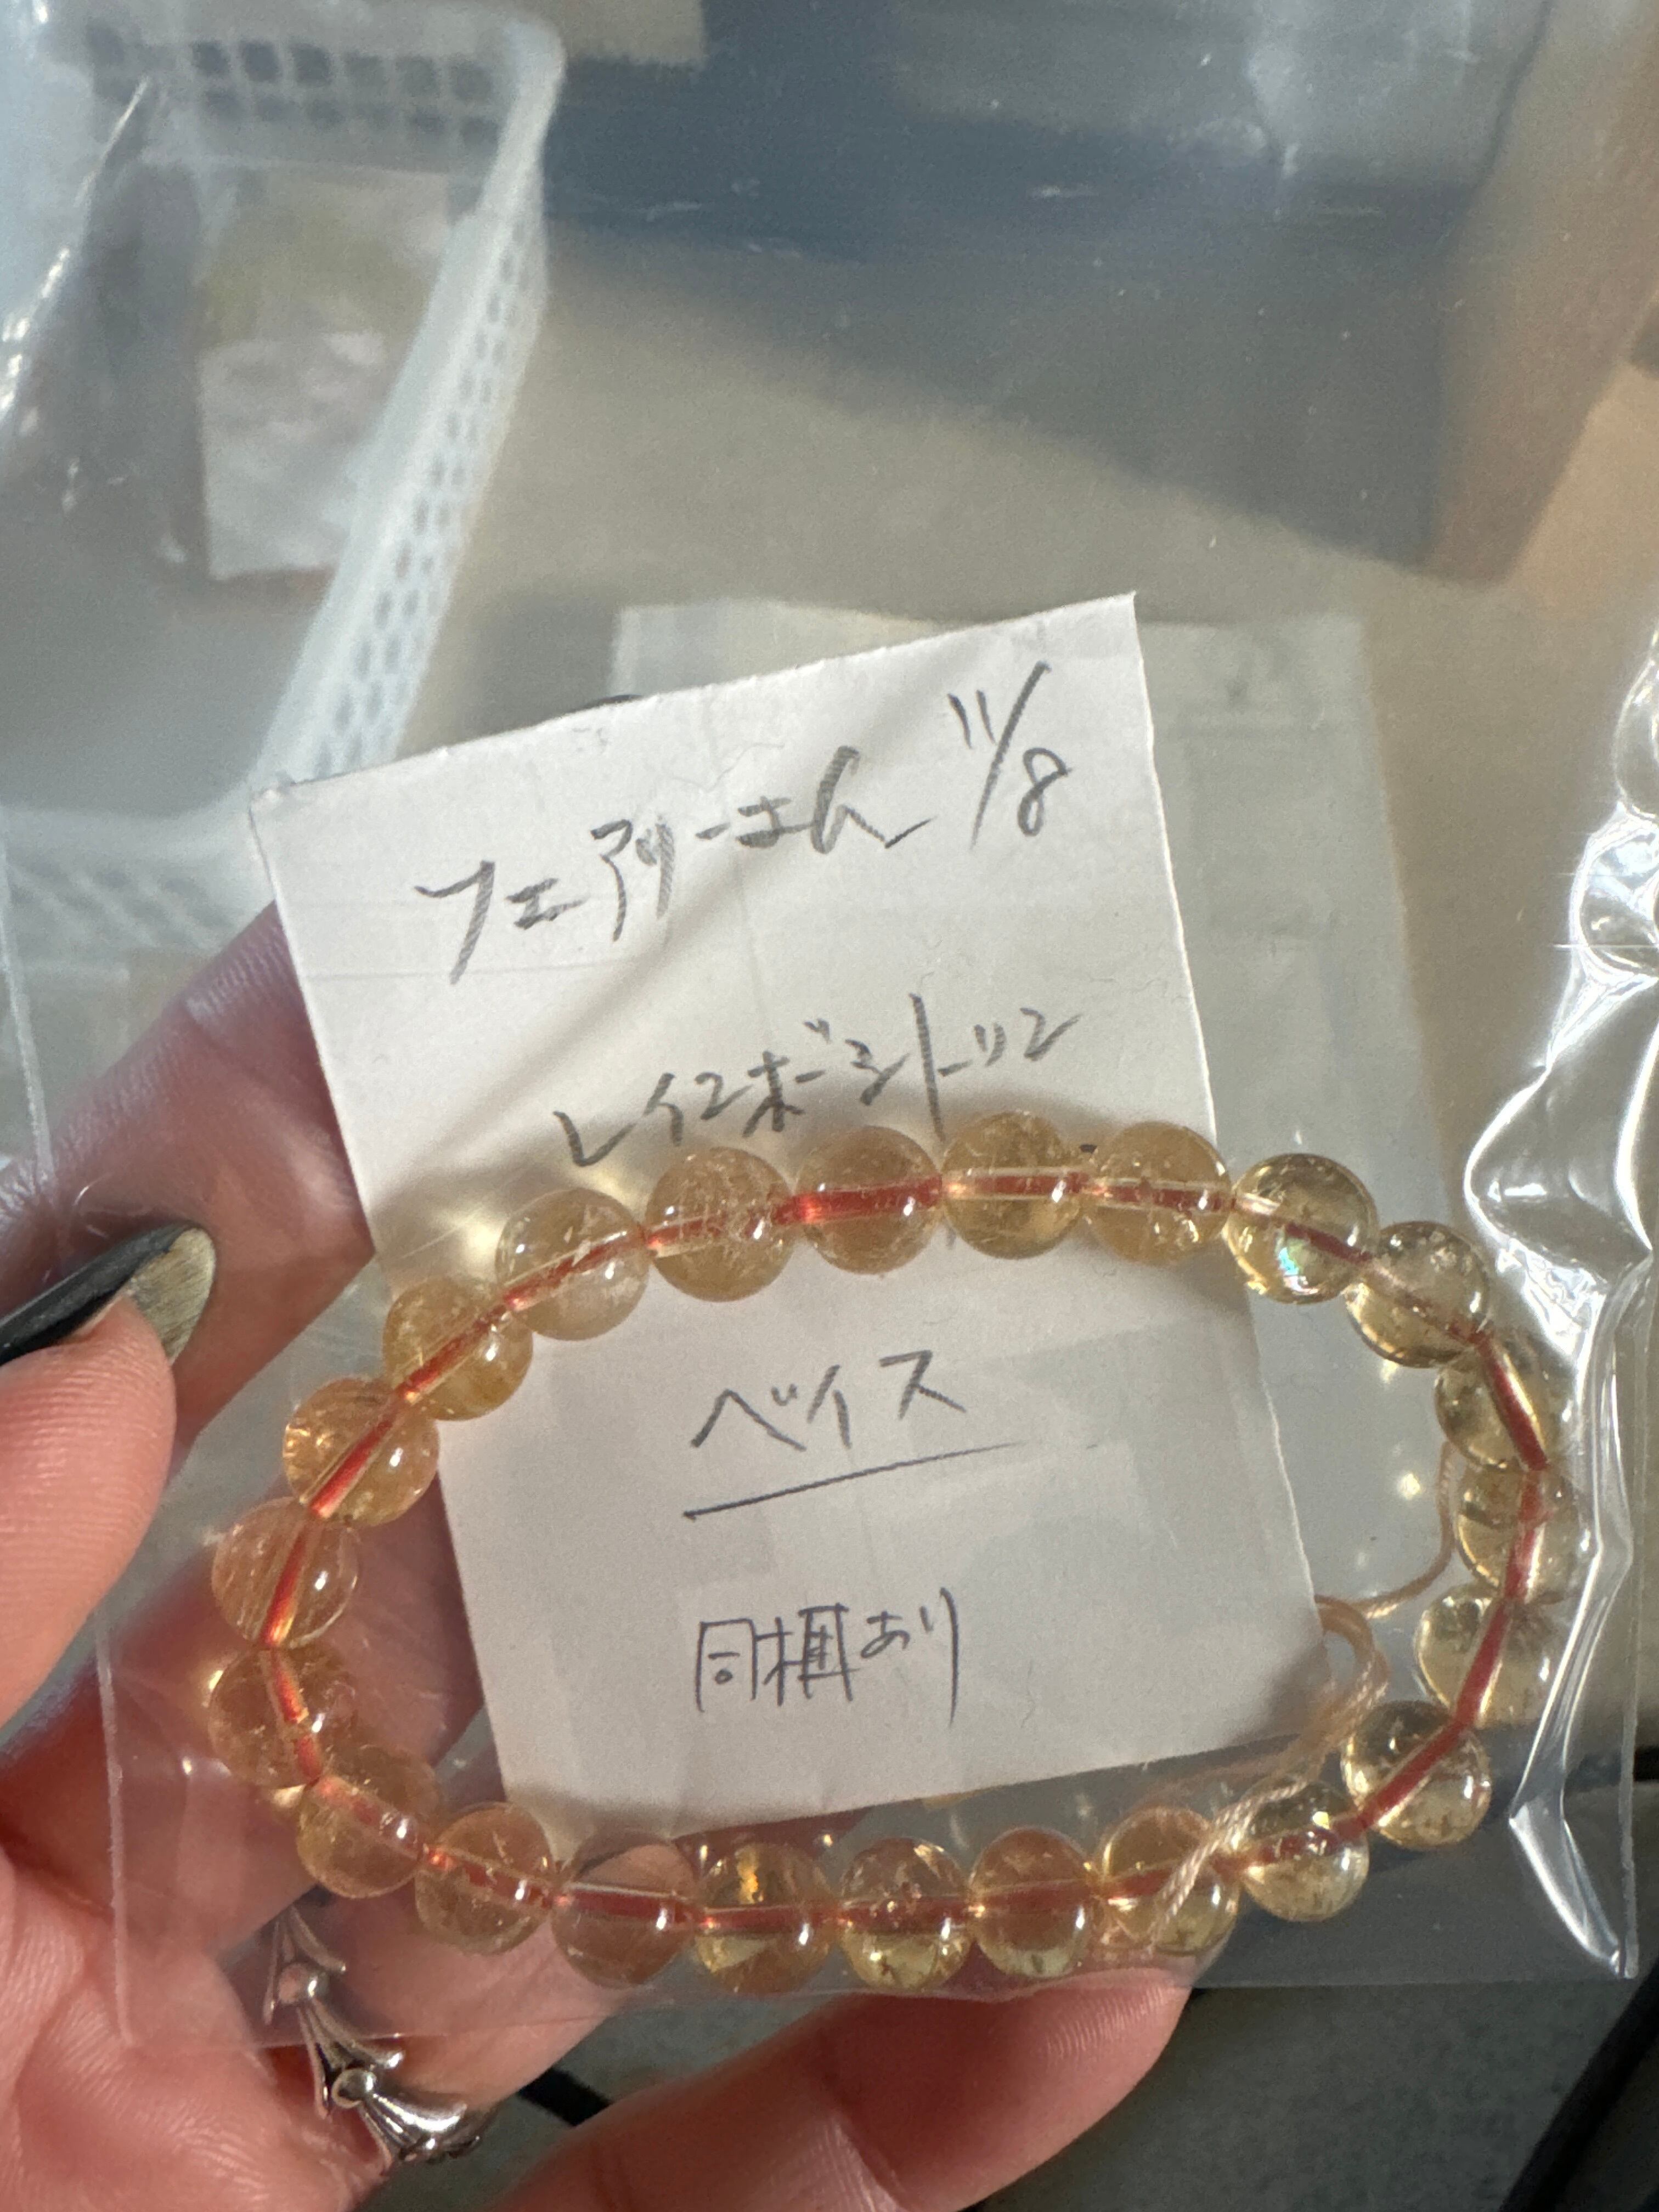 フェアリーさん 11/8
レインボーシトリン
ベイス
同梱あり